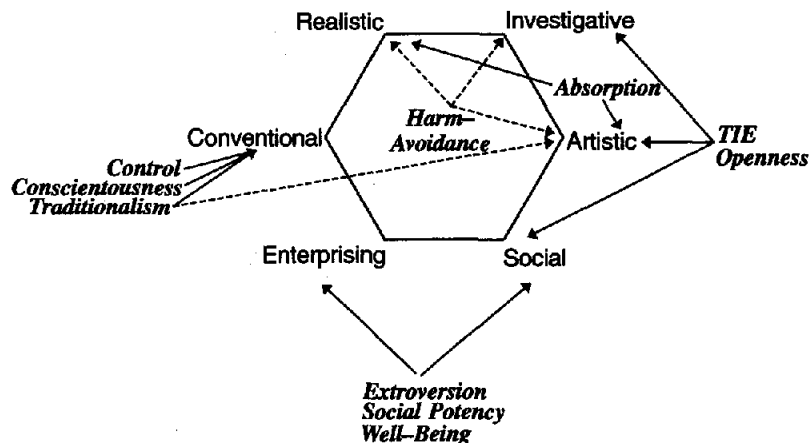 Realistic
Investigative
Absorption
Harm–
Avoidance
Conventional
Artistic
TIE
Openness
Control
Conscientousness
Traditionalism
Enterprising
Social
Extroversion
Social Potency
Well–Being